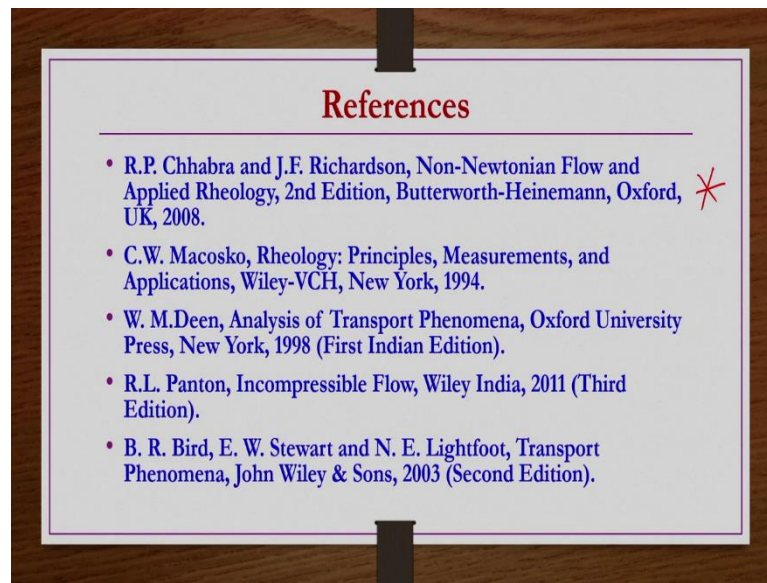 References
• R.P. Chhabra and J.F. Richardson, Non-Newtonian Flow and
Applied Rheology, 2nd Edition, Butterworth-Heinemann, Oxford,
UK, 2008.
• C.W. Macosko, Rheology: Principles, Measurements, and
Applications, Wiley-VCH, New York, 1994.
• W. M.Deen, Analysis of Transport Phenomena, Oxford University
Press, New York, 1998 (First Indian Edition).
• R.L. Panton, Incompressible Flow, Wiley India, 2011 (Third
Edition).
• B. R. Bird, E. W. Stewart and N. E. Lightfoot, Transport
Phenomena, John Wiley & Sons, 2003 (Second Edition).